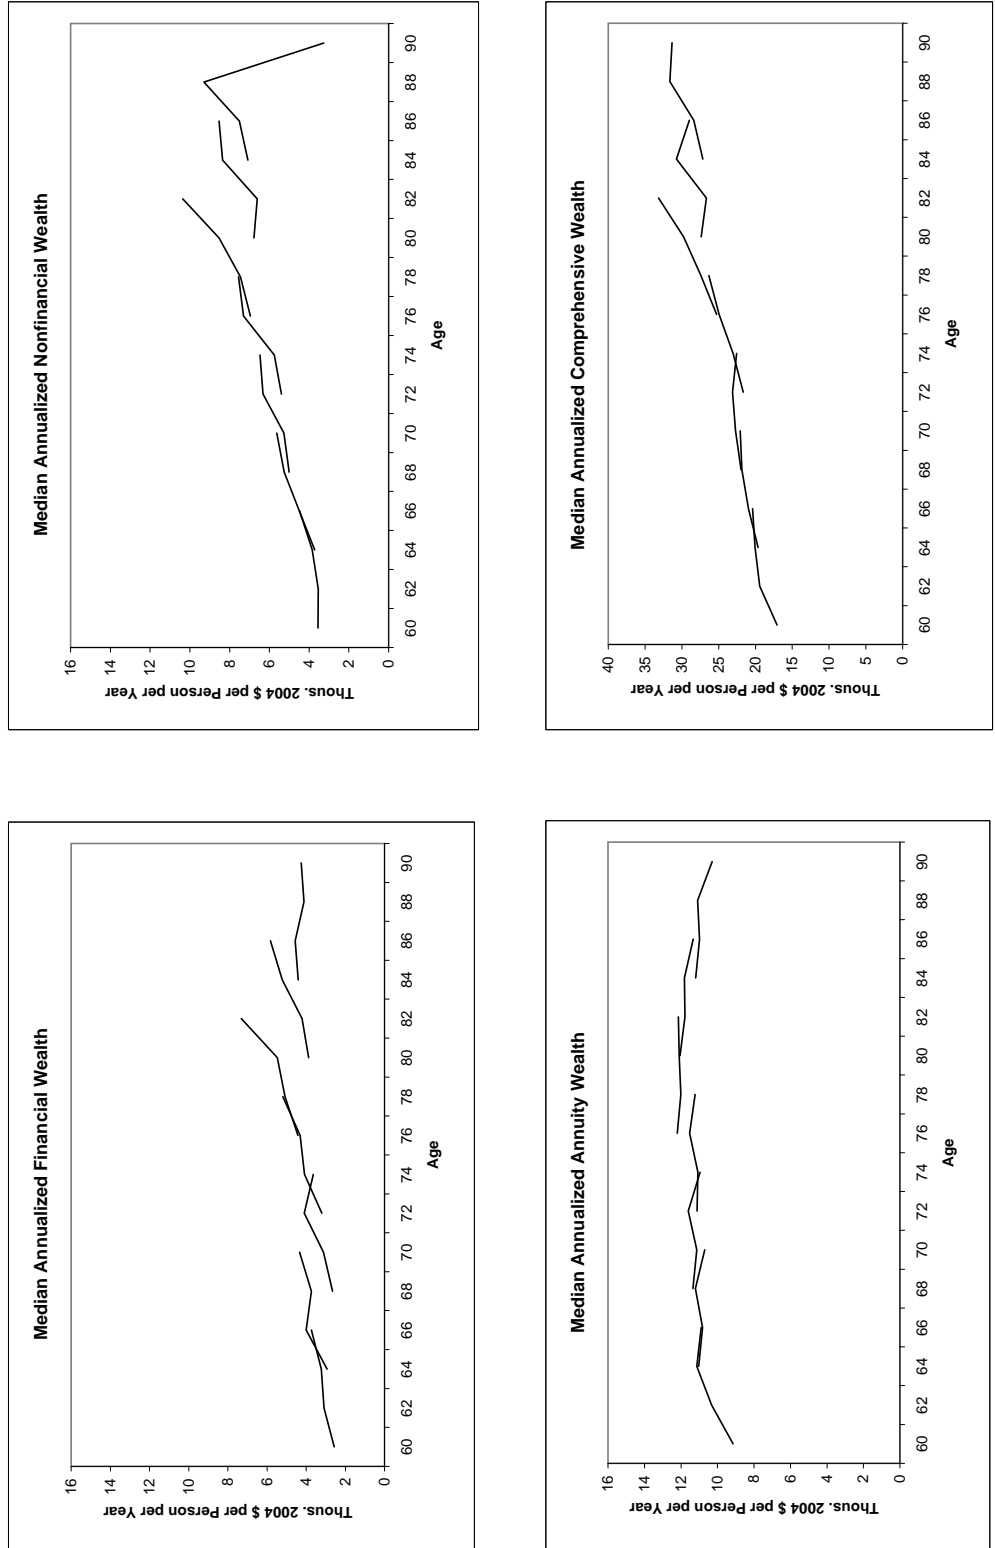 Median Annualized Financial Wealth
Thous. 2004 $ per Person per Year
16
14
12
10
8
6
4
2
0
60 62 64 66 68 70 72 74 76 78 80 82 84 86 88 90
Age
Median Annualized Nonfinancial Wealth
Thous. 2004 $ per Person per Year
16
14
12
10
8
6
4
2
0
60 62 64 66 68 70 72 74 76 78 80 82 84 86 88 90
Age
Median Annualized Annuity Wealth
Thous. 2004 $ per Person per Year
16
14
12
10
8
6
4
2
0
60 62 64 66 68 70 72 74 76 78 80 82 84 86 88 90
Age
Median Annualized Comprehensive Wealth
Thous. 2004 $ per Person per Year
40
35
30
25
20
15
10
5
0
60 62 64 66 68 70 72 74 76 78 80 82 84 86 88 90
Age